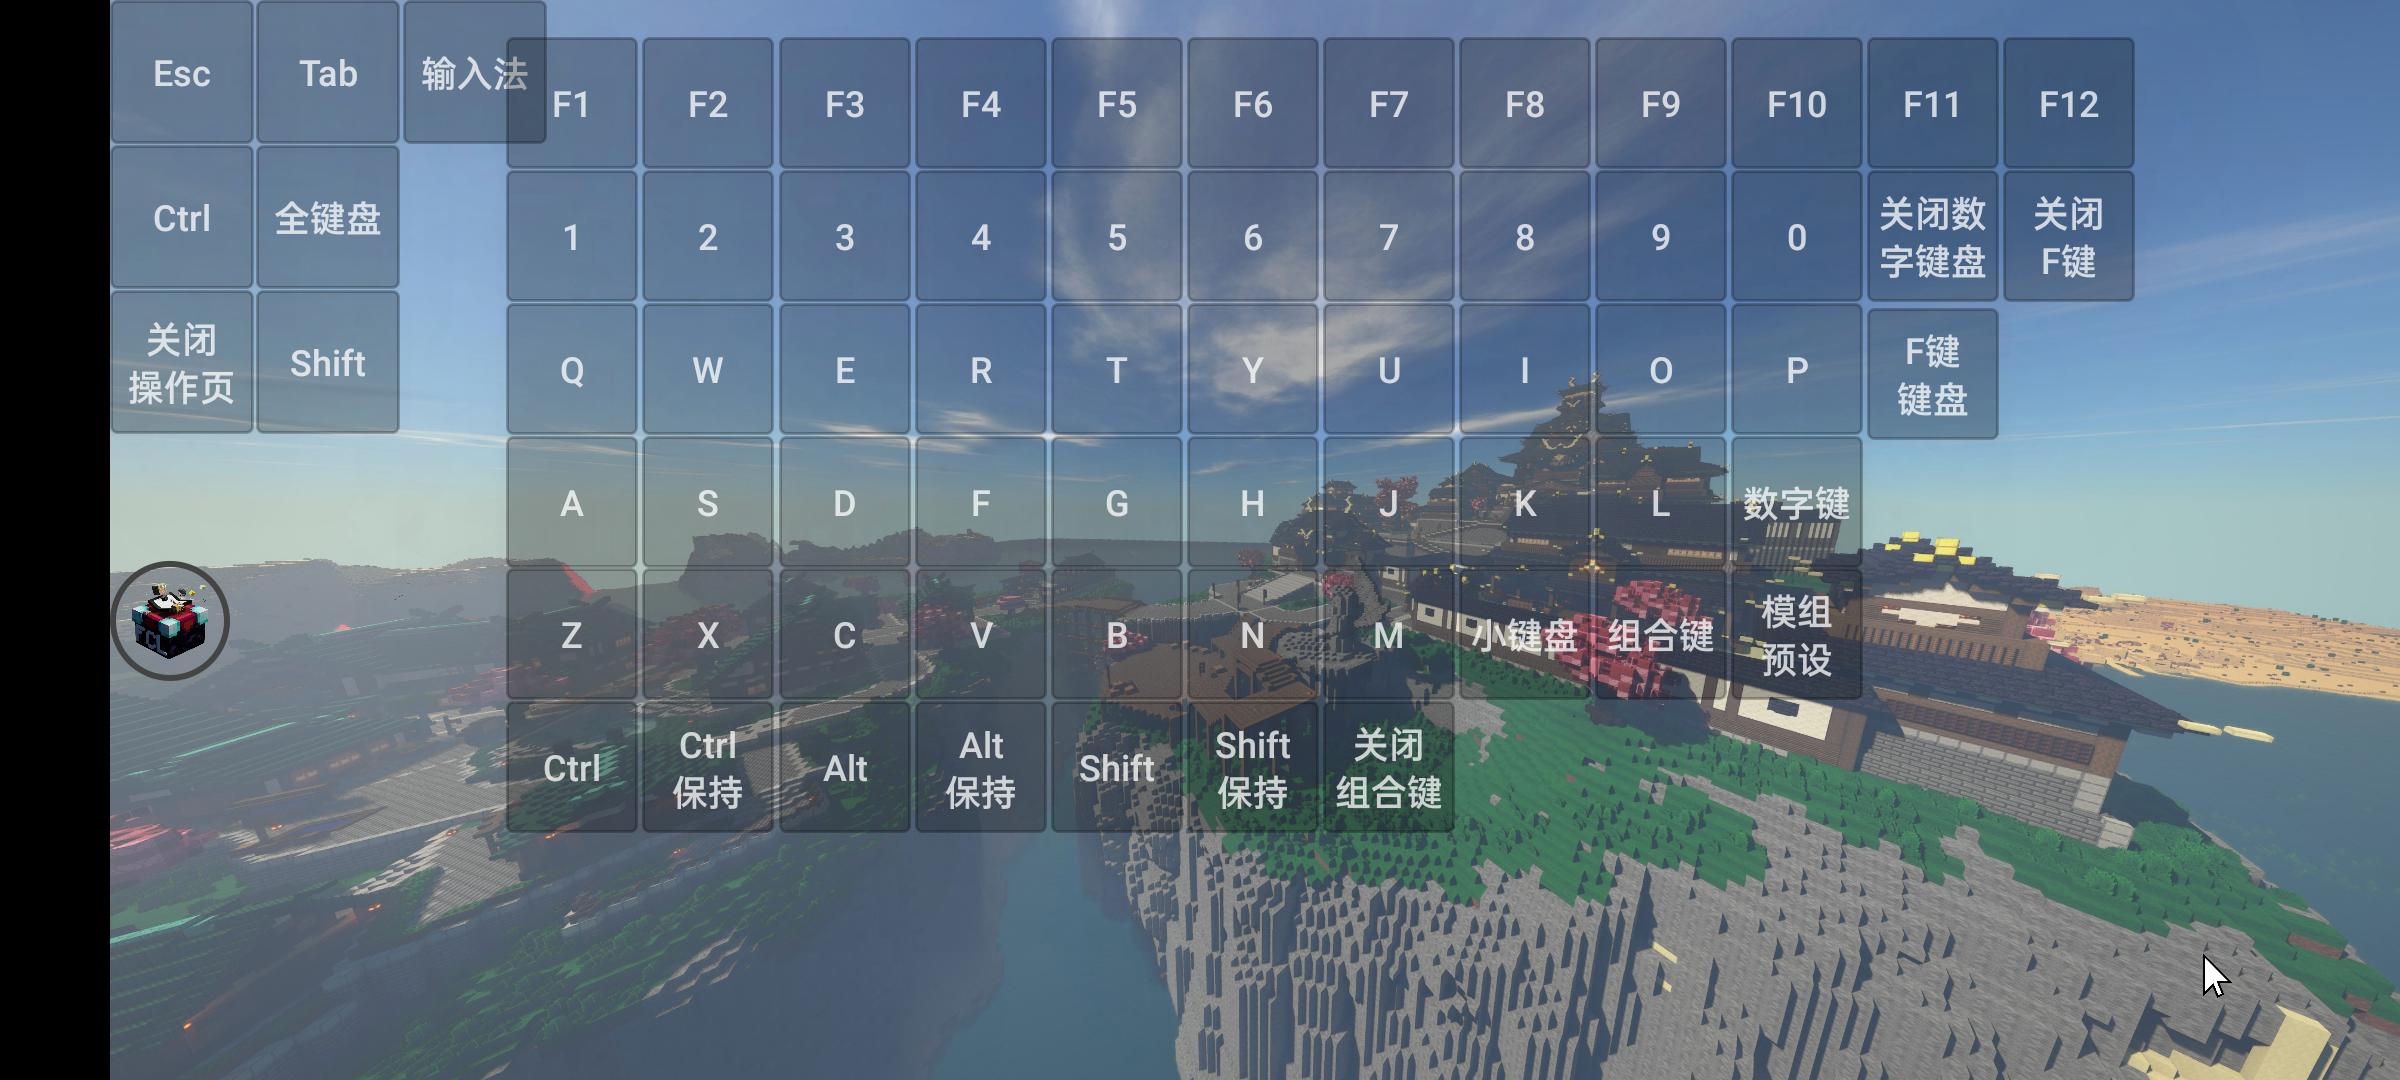 Esc
Tab
输入法
F1
F2
F3
F4
F5
F6
F7
F8
F9
F10
F11
F12
Ctrl
全键盘
1
2
3
4
5
6
7
8
9
0
关闭数
字键盘
关闭
F键
关闭
操作页
Shift
Q
W
E
R
T
Y
U
I
O
P
F键
键盘
A
S
D
F
G
H
J
K
L
数字键
FCL
Z
X
C
V
B
N
M
小键盘
组合键
模组
预设
Ctrl
Ctrl
保持
Alt
Alt
保持
Shift
Shift
保持
关闭
组合键